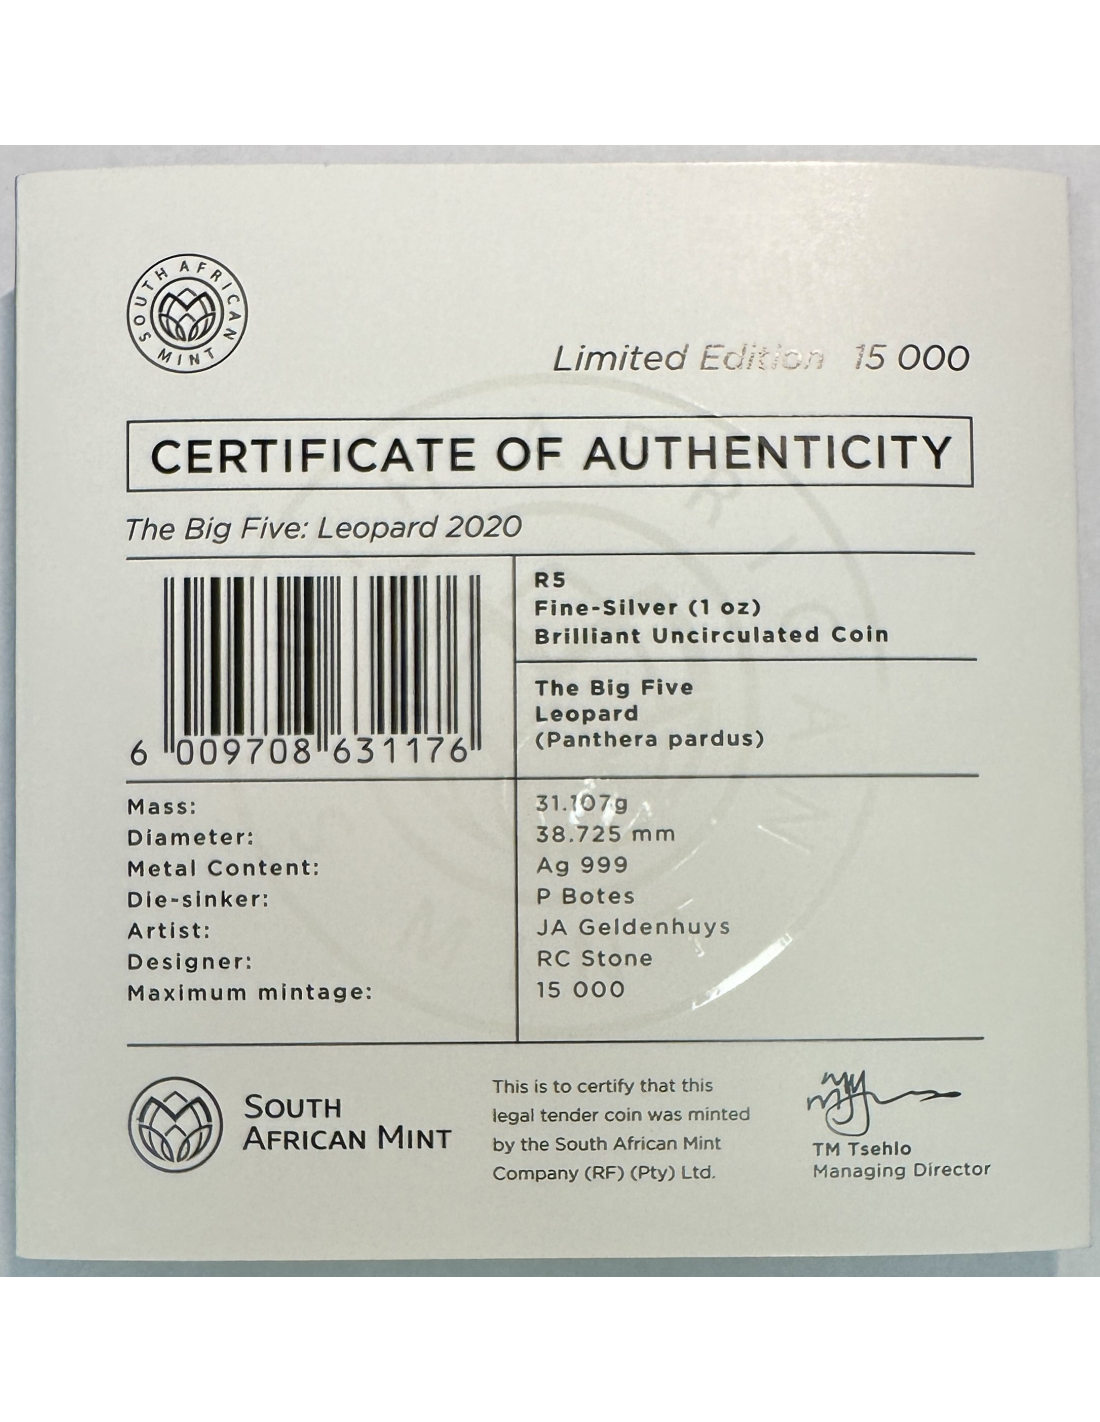 SOUTH AFRICAN MINT
Limited Edition 15 000
CERTIFICATE OF AUTHENTICITY
The Big Five: Leopard 2020
R5
Fine-Silver (1 oz)
Brilliant Uncirculated Coin
The Big Five
Leopard
(Panthera pardus)
6 009708 631176
Mass: 31.107g
Diameter: 38.725 mm
Metal Content: Ag 999
Die-sinker: P Botes
Artist: JA Geldenhuys
Designer: RC Stone
Maximum mintage: 15 000
SOUTH
AFRICAN MINT
This is to certify that this
legal tender coin was minted
by the South African Mint
Company (RF) (Pty) Ltd.
TM Tsehlo
Managing Director